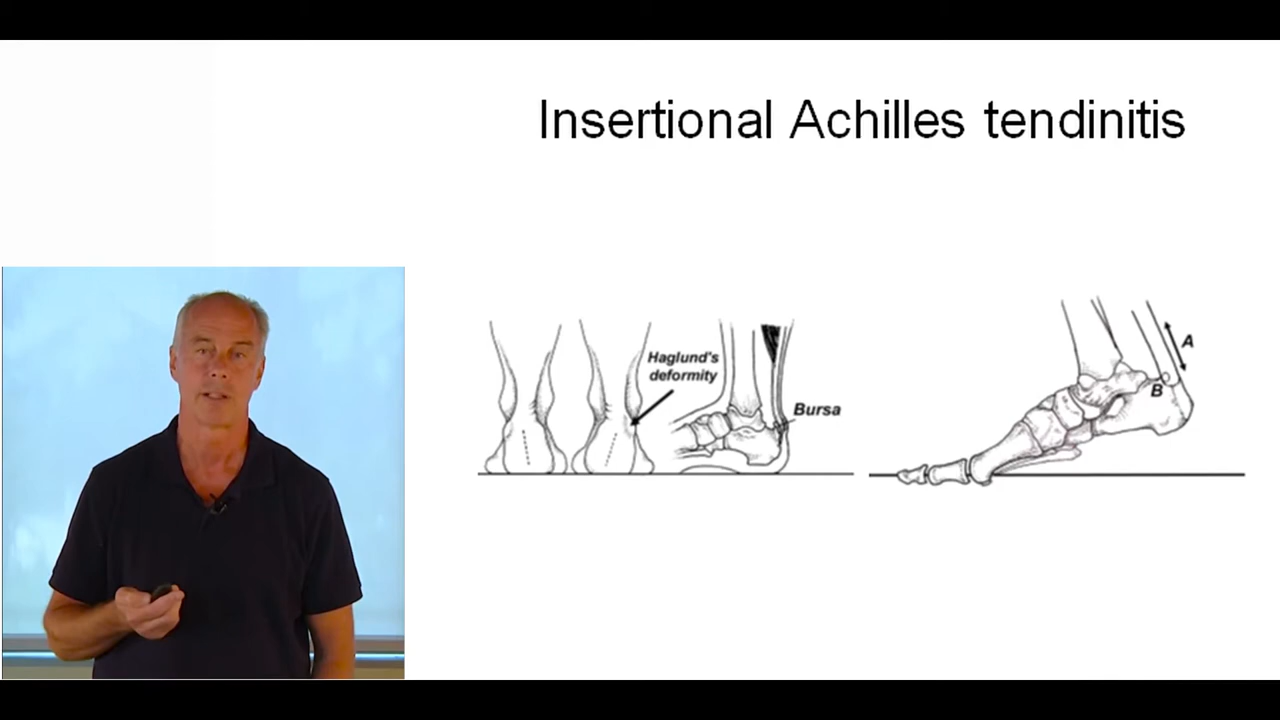 Insertional Achilles tendinitis
Haglund's
deformity
Bursa
A
B